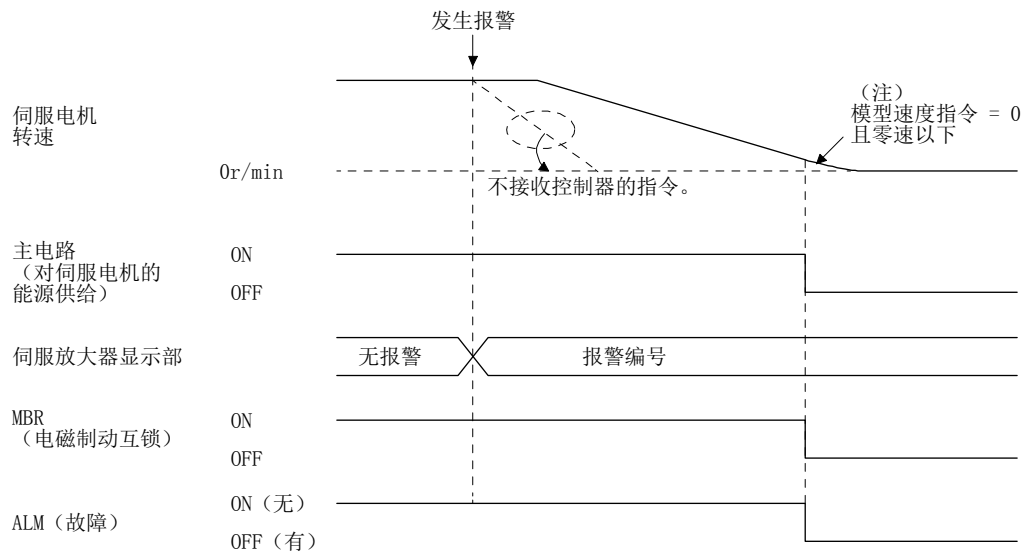 发生报警
(注)
模型速度指令 = 0
且零速以下
伺服电机
转速
0r/min
不接收控制器的指令。
主电路
(对伺服电机的
能源供给)
ON
OFF
伺服放大器显示部
无报警
报警编号
MBR
(电磁制动互锁)
ON
OFF
ALM(故障)
ON(无)
OFF(有)